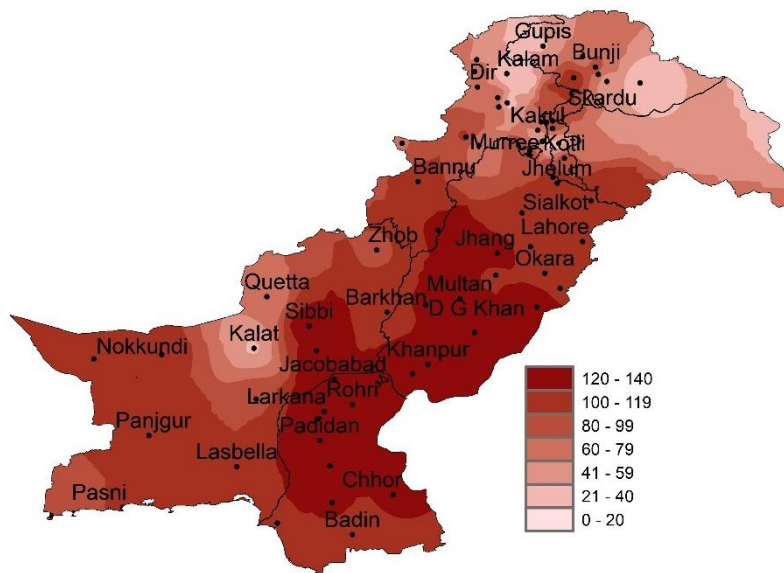 Gupis
Kalam
Bunji
Dir
Skardu
Kakul
Murree
Kotli
Bannu
Jhelum
Sialkot
Zhob
Jhang
Lahore
Okara
Quetta
Multan
Sibbi
Barkhan
D G Khan
Kalat
Nokkundi
Khanpur
Jacobabad
Larkana
Rohri
Panjgur
Padidan
Lasbella
Pasni
Chhor
Badin
120 - 140
100 - 119
80 - 99
60 - 79
41 - 59
21 - 40
0 - 20